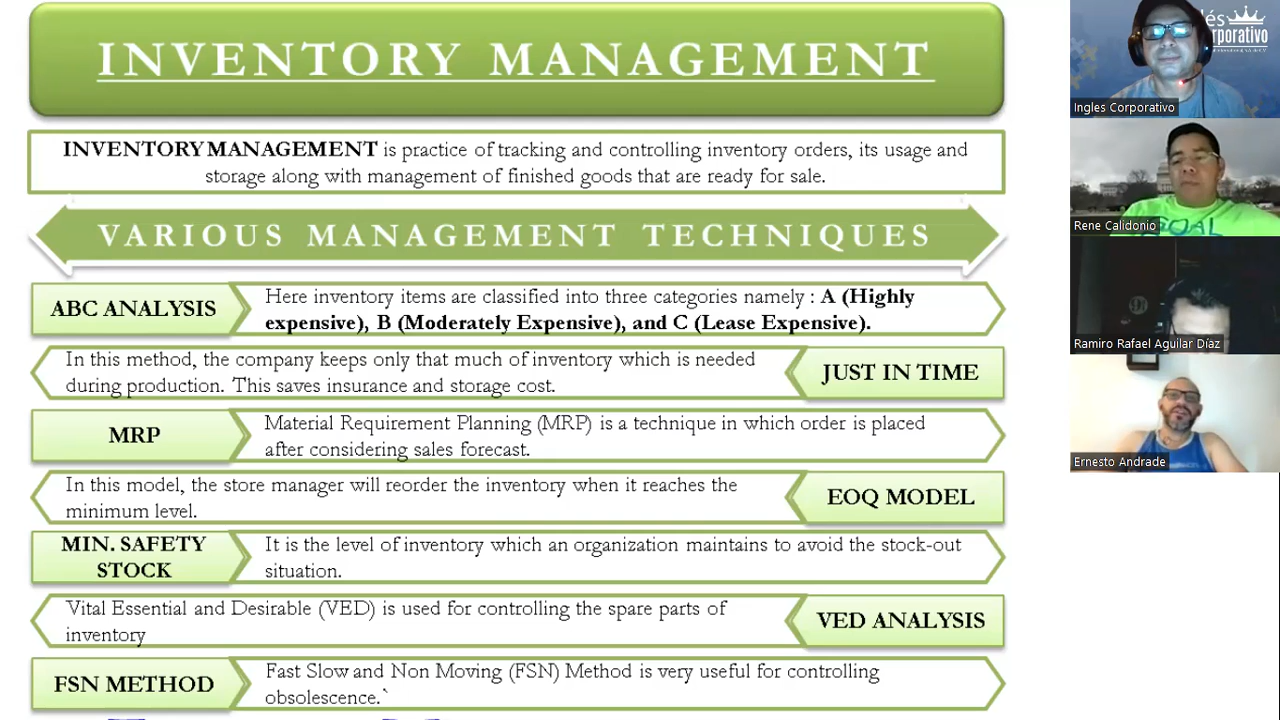 INVENTORY MANAGEMENT
INVENTORY MANAGEMENT is practice of tracking and controlling inventory orders, its usage and
storage along with management of finished goods that are ready for sale.
VARIOUS MANAGEMENT TECHNIQUES
ABC ANALYSIS
Here inventory items are classified into three categories namely : A (Highly
expensive), B (Moderately Expensive), and C (Lease Expensive).
In this method, the company keeps only that much of inventory which is needed
during production. This saves insurance and storage cost.
JUST IN TIME
MRP
Material Requirement Planning (MRP) is a technique in which order is placed
after considering sales forecast.
In this model, the store manager will reorder the inventory when it reaches the
minimum level.
EOQ MODEL
MIN. SAFETY
STOCK
It is the level of inventory which an organization maintains to avoid the stock-out
situation.
Vital Essential and Desirable (VED) is used for controlling the spare parts of
inventory
VED ANALYSIS
FSN METHOD
Fast Slow and Non Moving (FSN) Method is very useful for controlling
obsolescence.`
Ingles Corporativo
Rene Calidonio
GOAL
Ramiro Rafael Aguilar Díaz
Ernesto Andrade